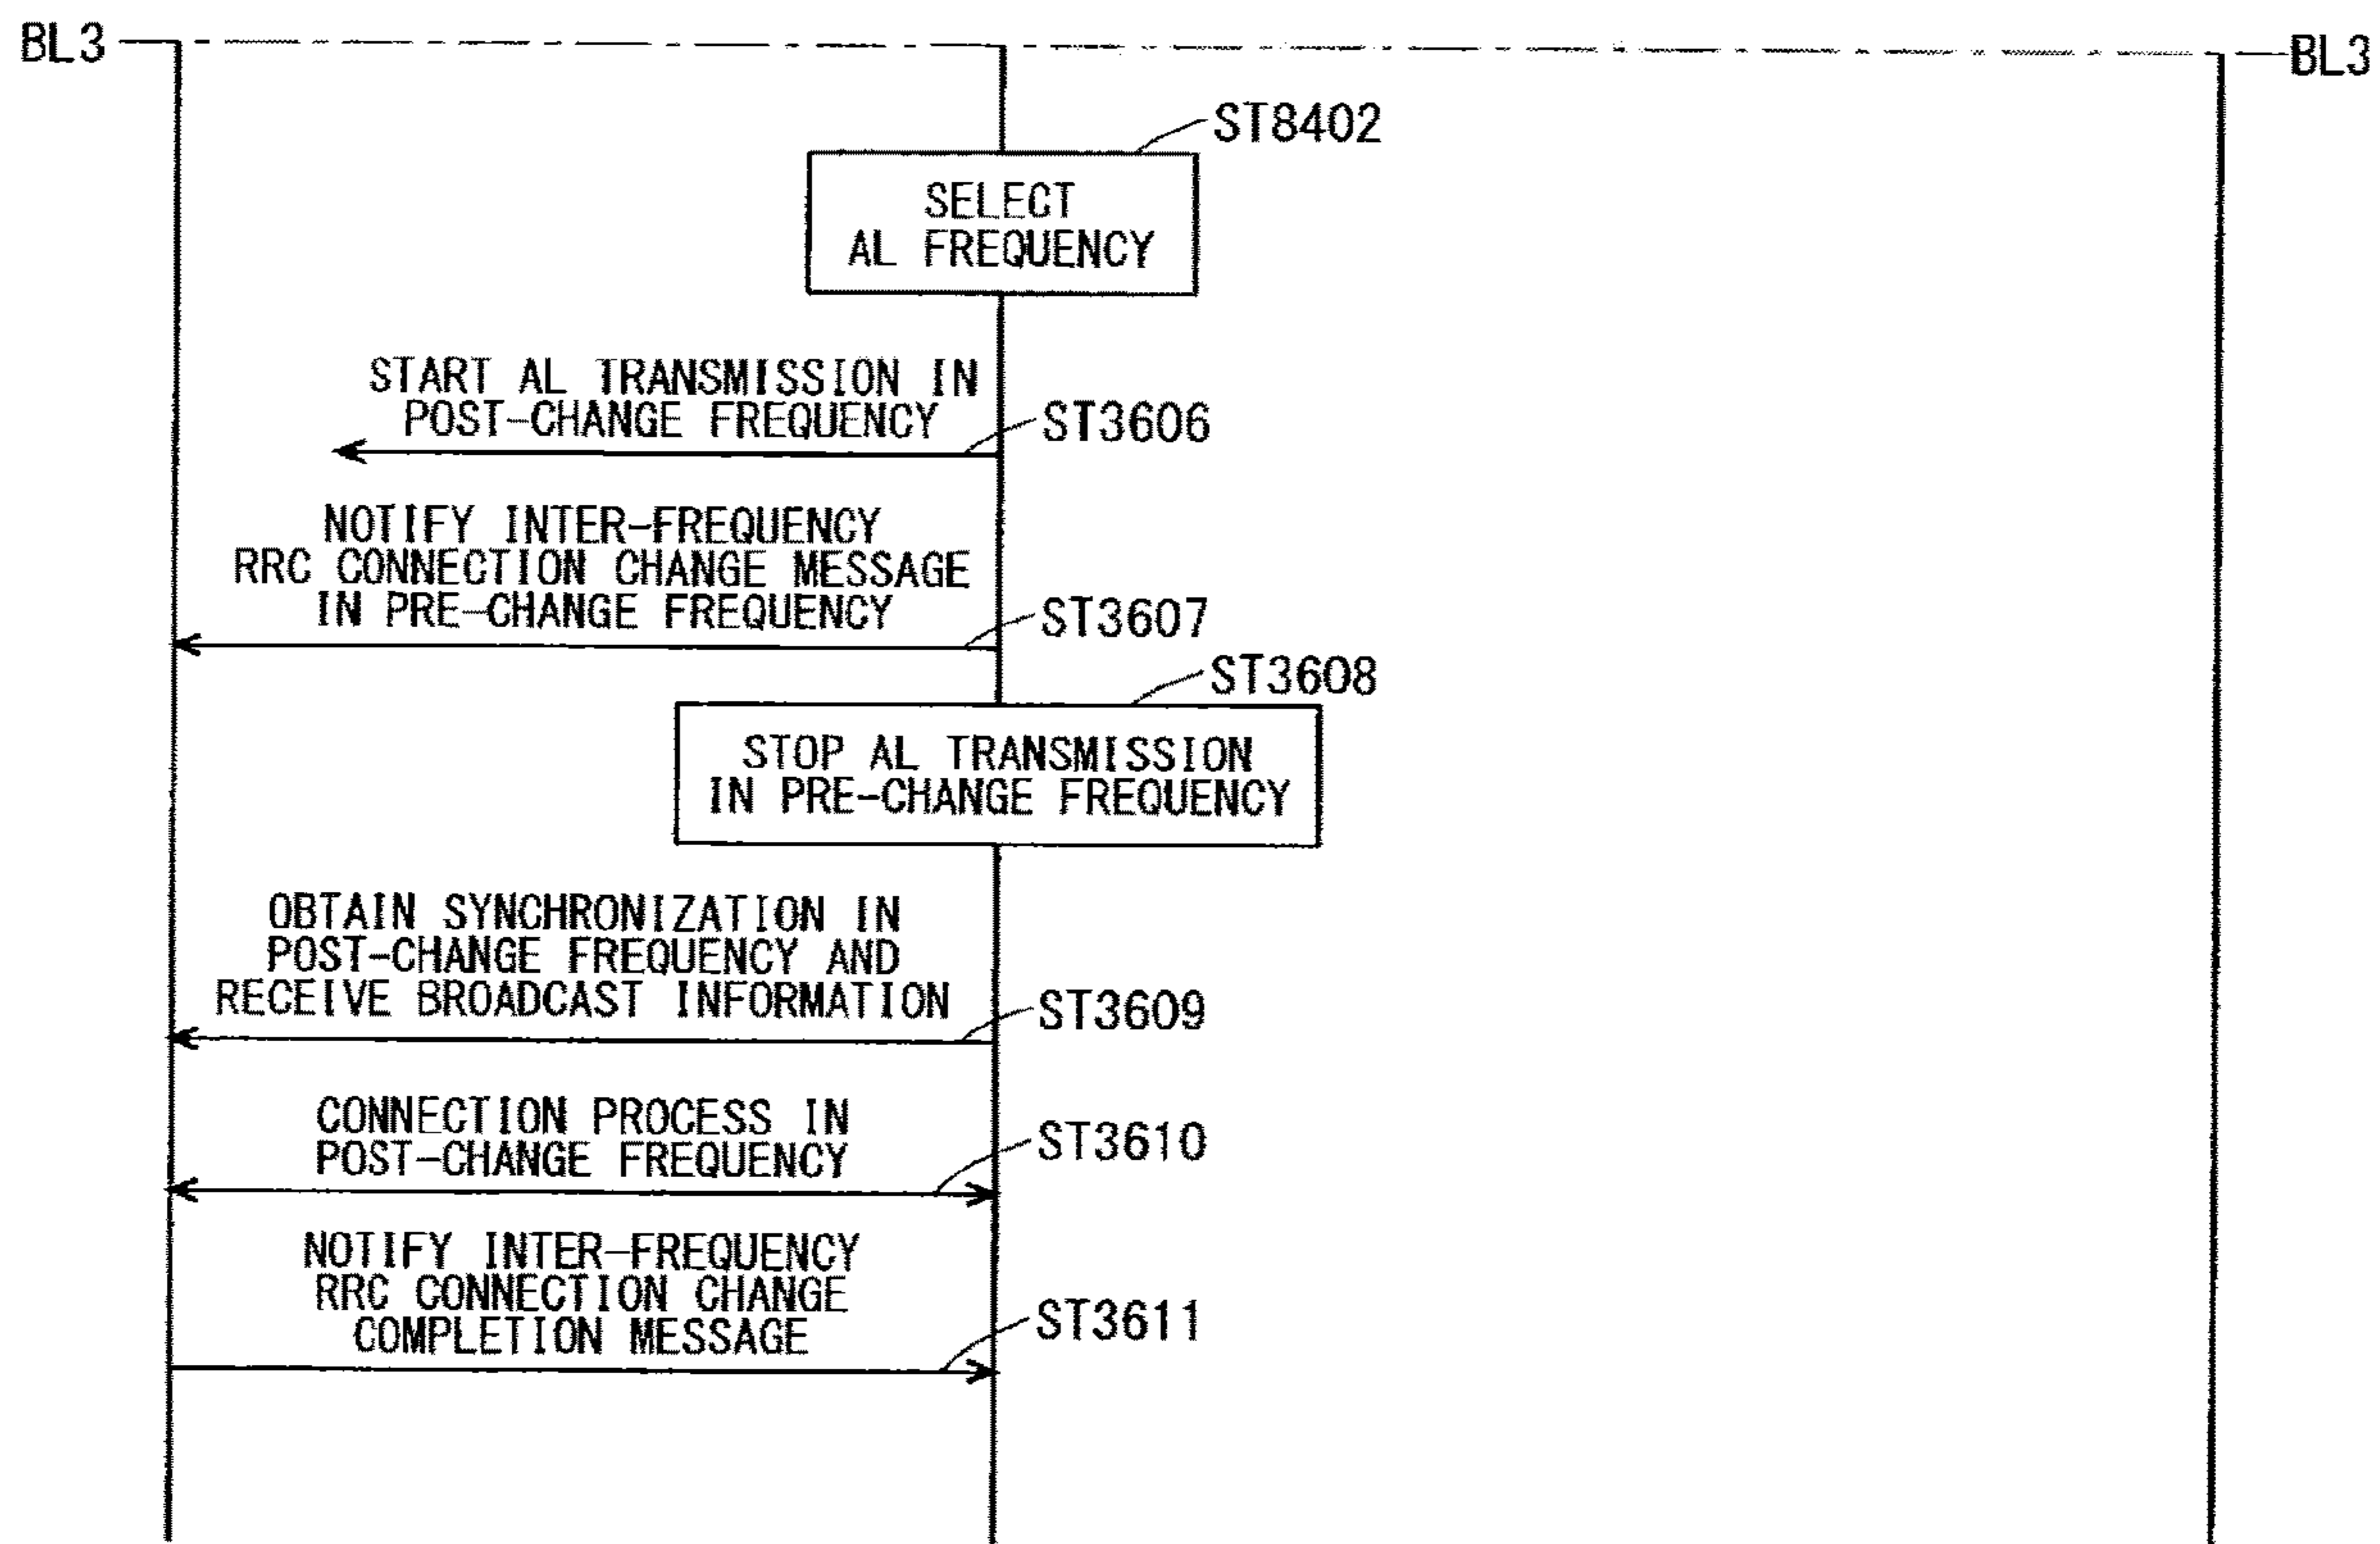 BL3
BL3
ST8402
SELECT
AL FREQUENCY
START AL TRANSMISSION IN
POST-CHANGE FREQUENCY
ST3606
NOTIFY INTER-FREQUENCY
RRC CONNECTION CHANGE MESSAGE
IN PRE-CHANGE FREQUENCY
ST3607
ST3608
STOP AL TRANSMISSION
IN PRE-CHANGE FREQUENCY
OBTAIN SYNCHRONIZATION IN
POST-CHANGE FREQUENCY AND
RECEIVE BROADCAST INFORMATION
ST3609
CONNECTION PROCESS IN
POST-CHANGE FREQUENCY
ST3610
NOTIFY INTER-FREQUENCY
RRC CONNECTION CHANGE
COMPLETION MESSAGE
ST3611